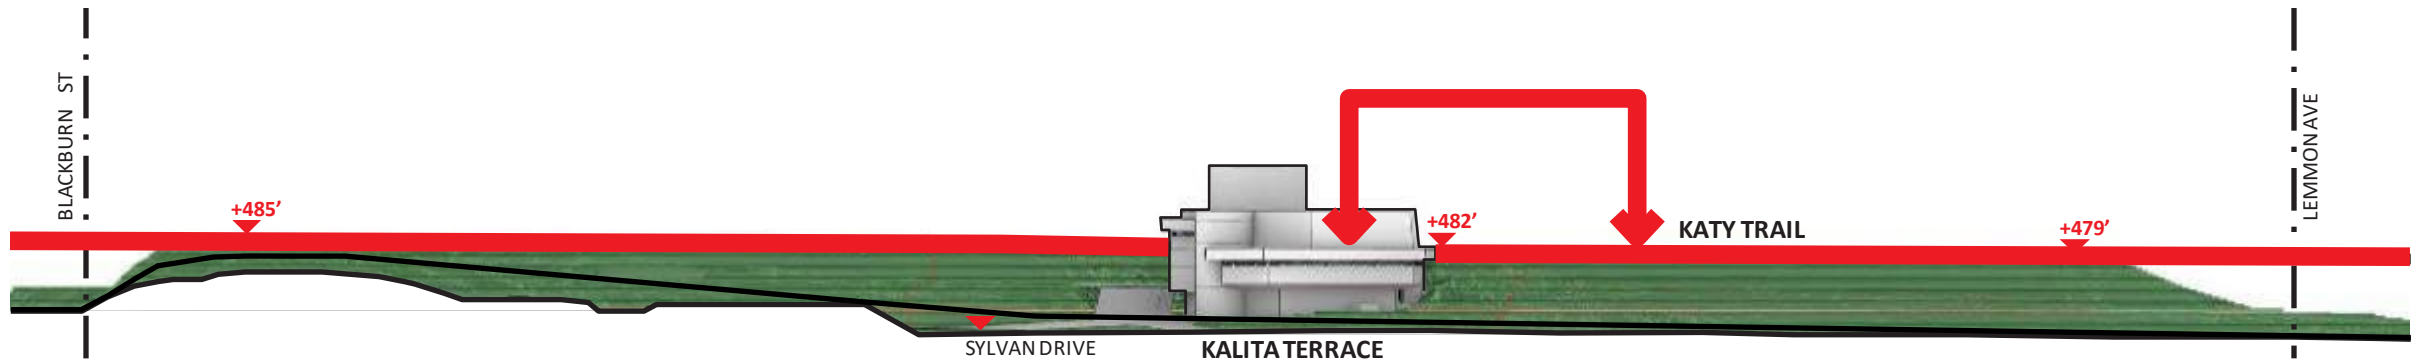 BLACKBURN ST
+485’
+482’
KATY TRAIL
+479’
LEMMON AVE
SYLVAN DRIVE
KALITA TERRACE